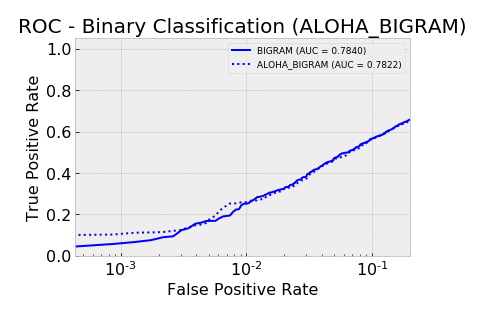 ROC - Binary Classification (ALOHA_BIGRAM)
BIGRAM (AUC = 0.7840)
ALOHA_BIGRAM (AUC = 0.7822)
True Positive Rate
1.0
0.8
0.6
0.4
0.2
0.0
10⁻³ 10⁻² 10⁻¹
False Positive Rate